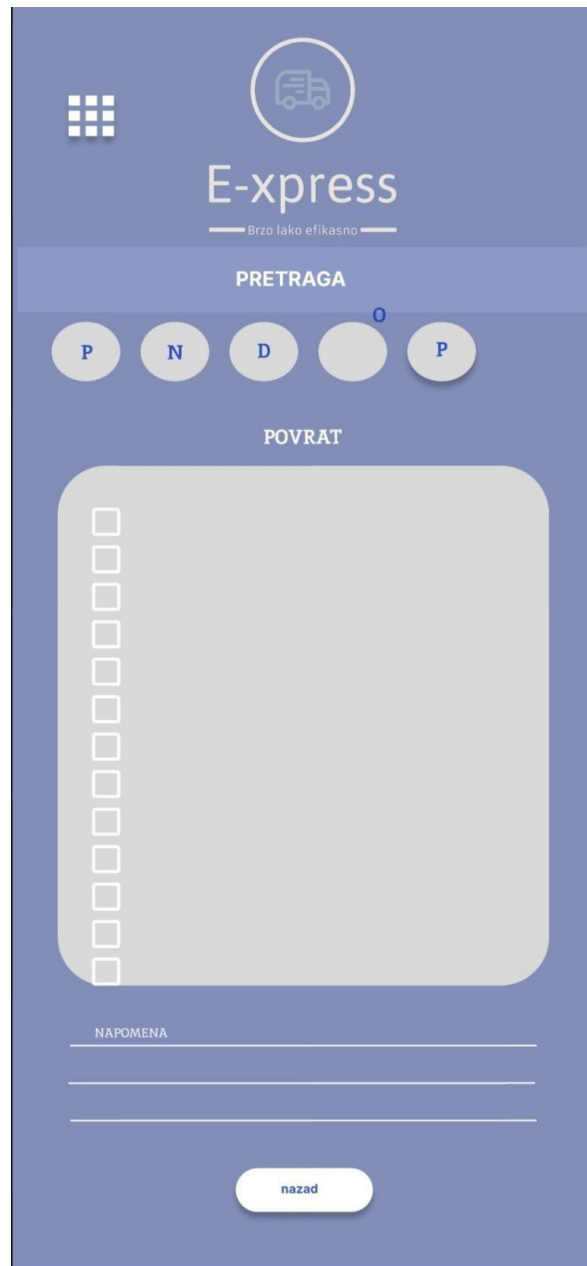 E-xpress
Brzo lako efikasno
PRETRAGA
P N D O P
POVRAT
NAPOMENA
nazad